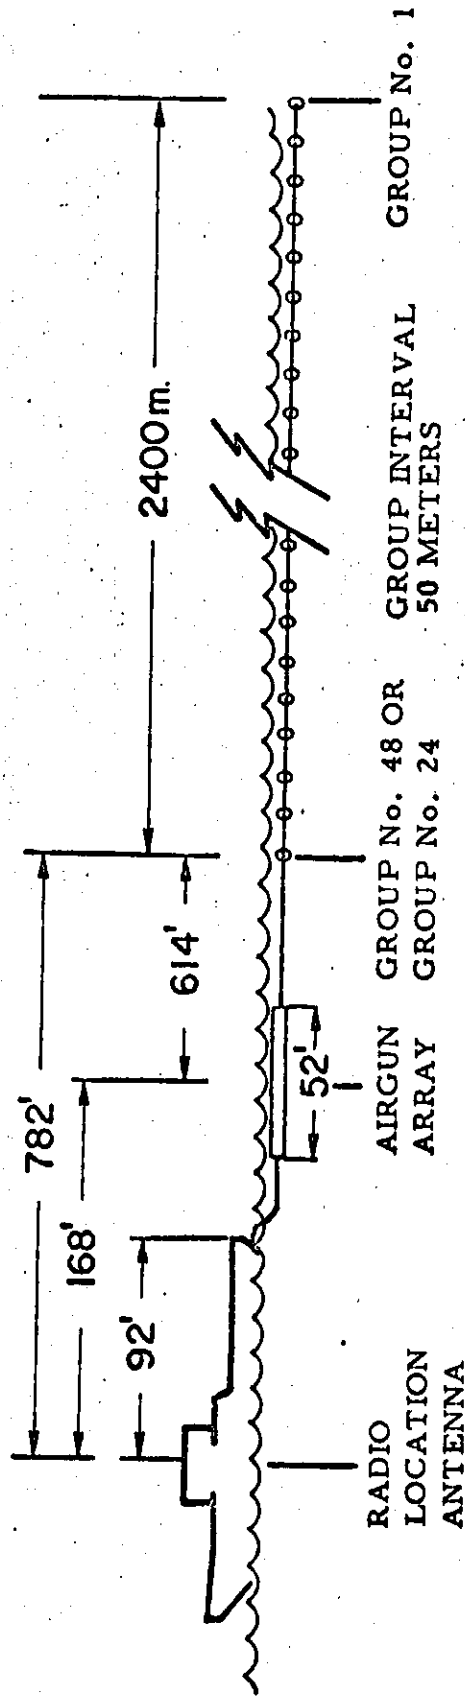 782'
168'
92'
614'
2400 m.
52'
RADIO
LOCATION
ANTENNA
AIRGUN
ARRAY
GROUP No. 48 OR
GROUP No. 24
GROUP INTERVAL
50 METERS
GROUP No. 1